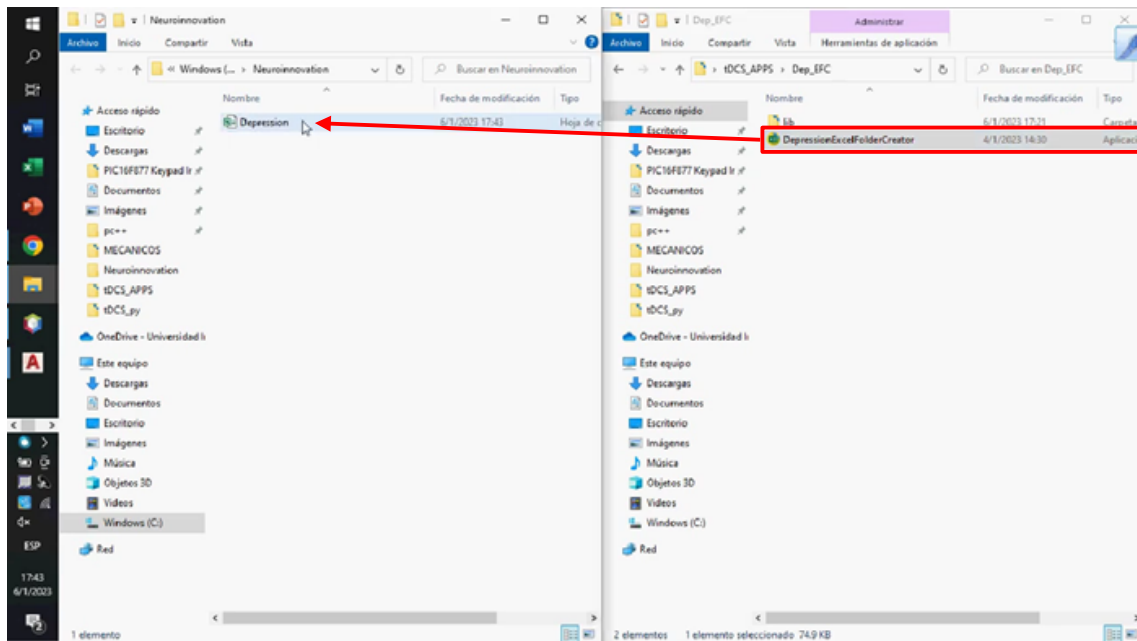 Neuroinnovation
Archivo Inicio Compartir Vista
Windows (... > Neuroinnovation
Buscar en Neuroinnovation
Nombre Fecha de modificación Tipo
Acceso rápido
Depression 6/1/2023 17:43 Hoja de c
Escritorio
Descargas
PIC16F877 Keypad Ir
Documentos
Imágenes
pc++
MECANICOS
Neuroinnovation
tDCS_APPS
tDCS_py
OneDrive - Universidad I
Este equipo
Descargas
Documentos
Escritorio
Imágenes
Música
Objetos 3D
Videos
Windows (C:)
Red
1 elemento
Dep_EFC
Administrar
Archivo Inicio Compartir Vista Herramientas de aplicación
tDCS_APPS > Dep_EFC
Buscar en Dep_EFC
Nombre Fecha de modificación Tipo
Acceso rápido
lib 6/1/2023 17:21 Carpeta
Escritorio
DepressionExcelFolderCreator 4/1/2023 14:30 Aplicaci
Descargas
PIC16F877 Keypad Ir
Documentos
Imágenes
pc++
MECANICOS
Neuroinnovation
tDCS_APPS
tDCS_py
OneDrive - Universidad I
Este equipo
Descargas
Documentos
Escritorio
Imágenes
Música
Objetos 3D
Videos
Windows (C:)
Red
2 elementos 1 elemento seleccionado 74,9 KB
ESP
17:43
6/1/2023
2